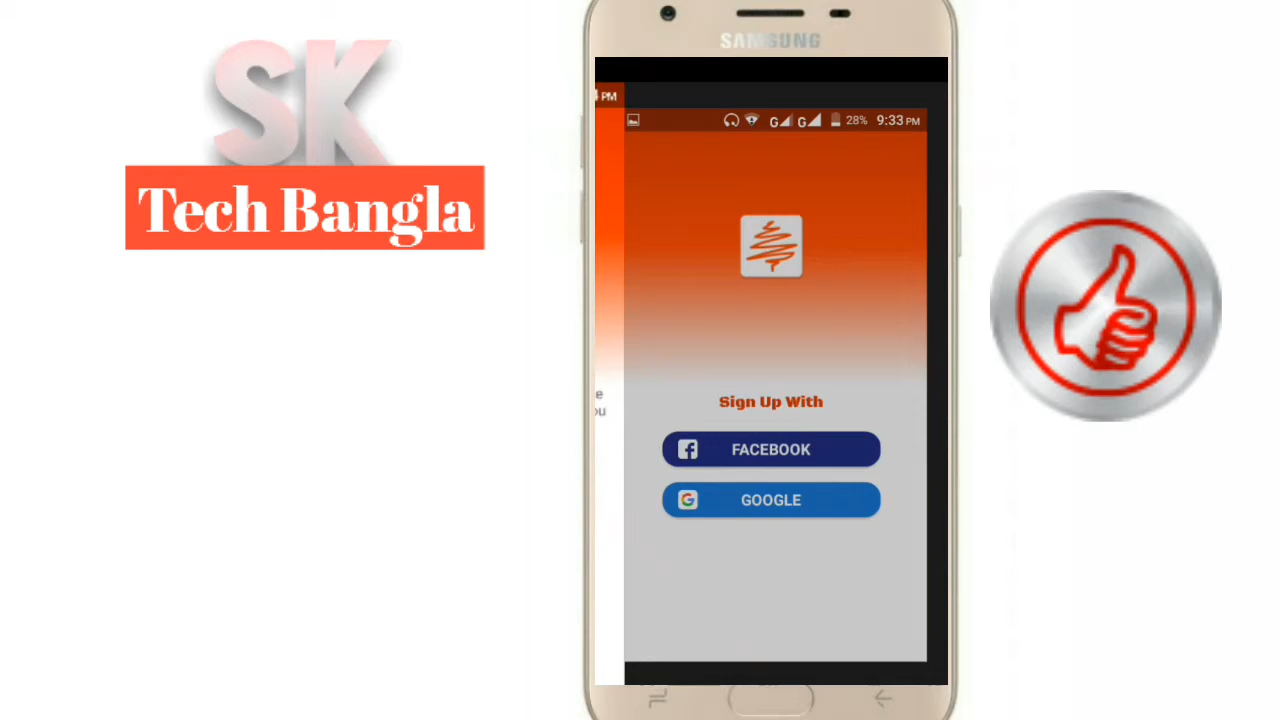 SK
Tech Bangla
SAMSUNG
PM
28% 9:33 PM
Sign Up With
FACEBOOK
GOOGLE